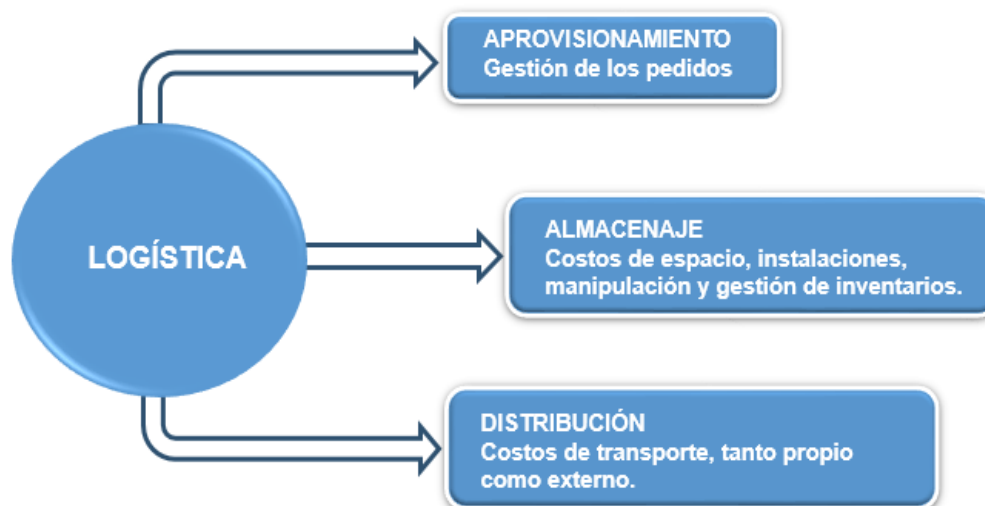 APROVISIONAMIENTO
Gestión de los pedidos
LOGÍSTICA
ALMACENAJE
Costos de espacio, instalaciones,
manipulación y gestión de inventarios.
DISTRIBUCIÓN
Costos de transporte, tanto propio
como externo.